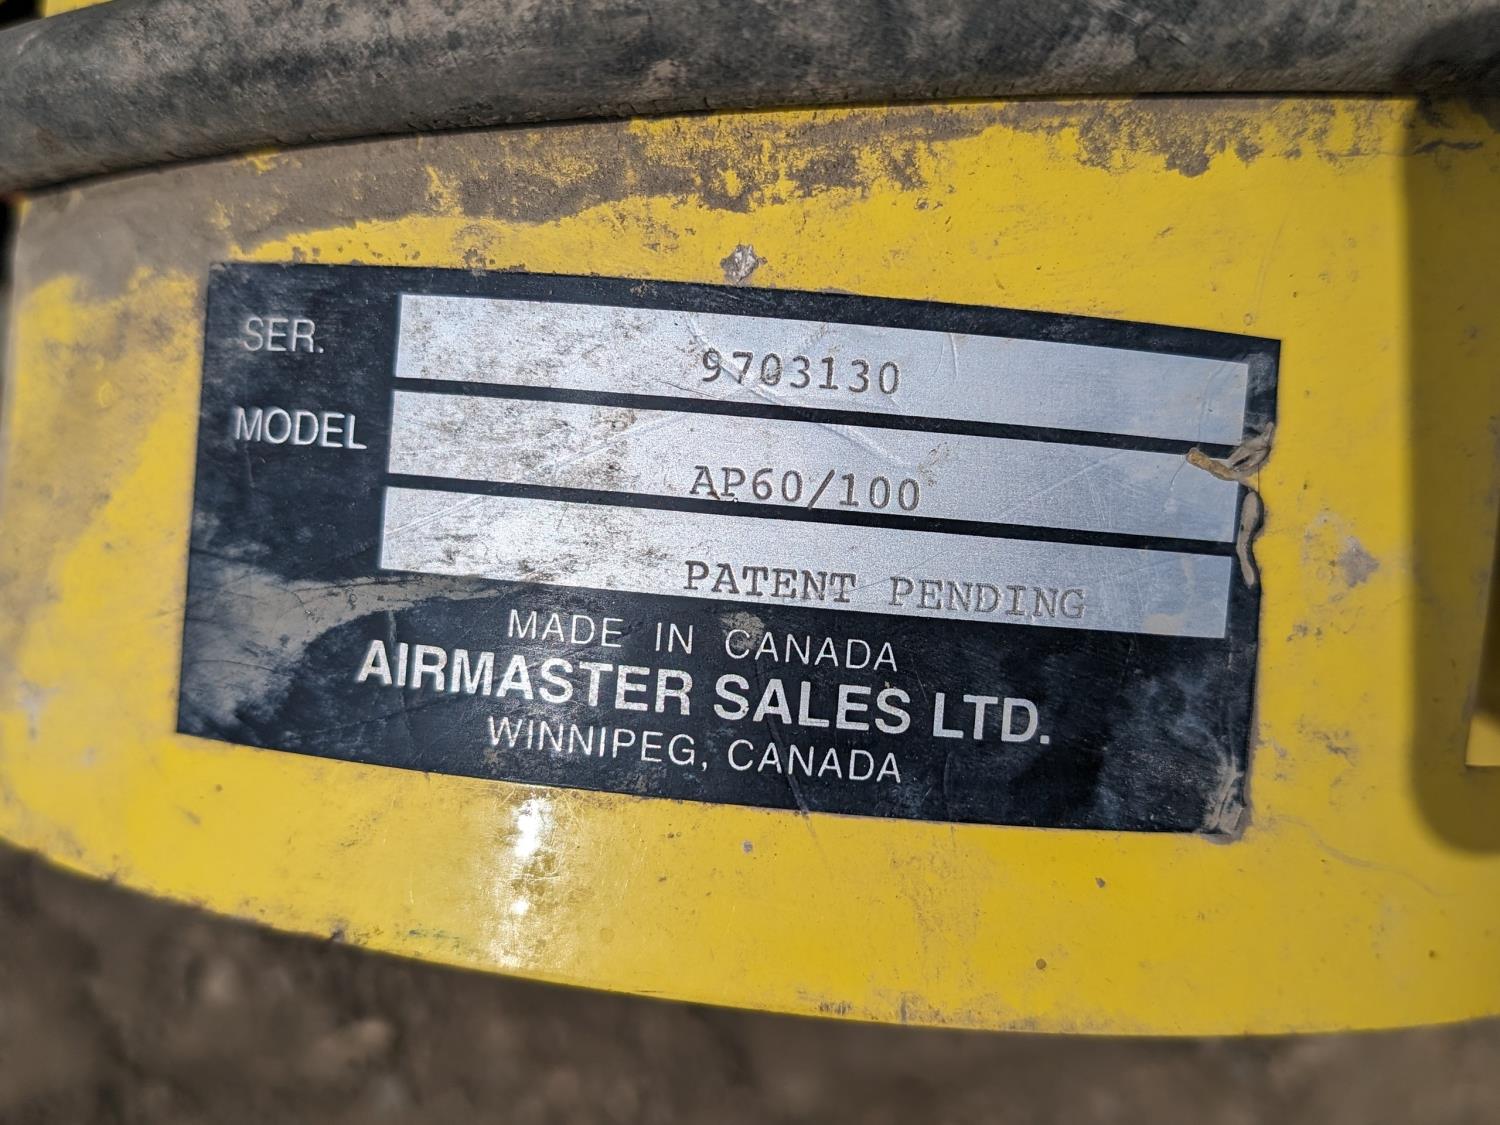 SER. 9703130
MODEL AP60/100
PATENT PENDING
MADE IN CANADA
AIRMASTER SALES LTD.
WINNIPEG, CANADA